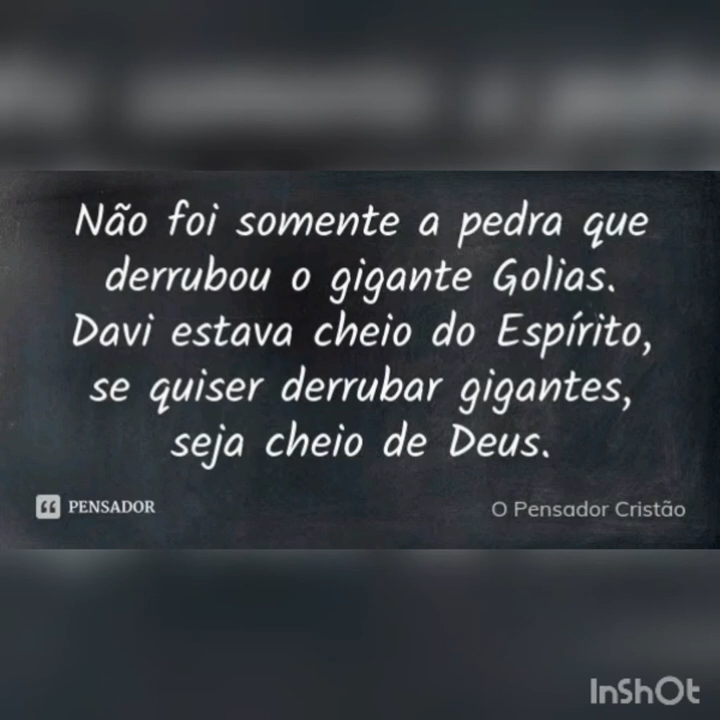 Não foi somente a pedra que
derrubou o gigante Golias.
Davi estava cheio do Espírito,
se quiser derrubar gigantes,
seja cheio de Deus.
PENSADOR
O Pensador Cristão
InShOt